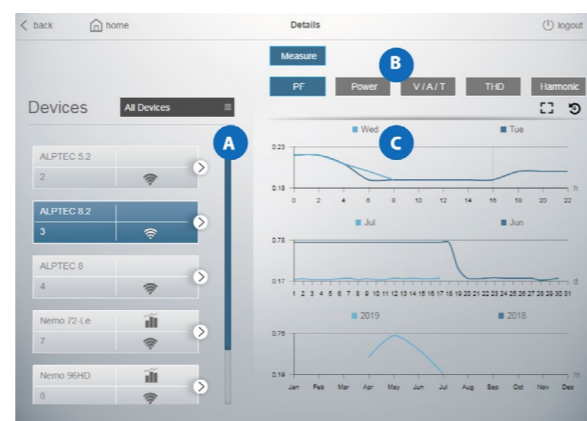 back
home
Details
logout
Measure
B
PF
Power
V / A / T
THD
Harmonic
Devices
All Devices
A
ALPTEC 5.2
2
ALPTEC 8.2
3
ALPTEC 6
4
Nemo 72-Le
7
Nemo 96HD
8
C
Wed
Tue
0.23
0.18
h
0 2 4 6 8 10 12 14 16 18 20 22
Jul
Jun
0.17
d
1 2 3 4 5 6 7 8 9 10 11 12 13 14 15 16 17 18 19 20 21 22 23 24 25 26 27 28 29 30 31
2019
2018
0.19
m
Jan Feb Mar Apr May Jun Jul Aug Sep Oct Nov Dec